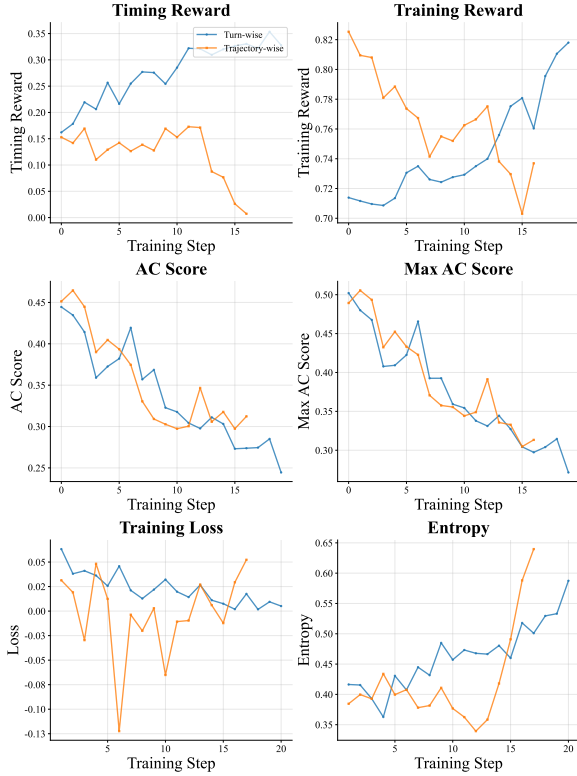 Timing Reward
Timing Reward
0.35
0.30
0.25
0.20
0.15
0.10
0.05
0.00
Turn-wise
Trajectory-wise
0 5 10 15
Training Step
Training Reward
Training Reward
0.82
0.80
0.78
0.76
0.74
0.72
0.70
0 5 10 15
Training Step
AC Score
AC Score
0.45
0.40
0.35
0.30
0.25
0 5 10 15
Training Step
Max AC Score
Max AC Score
0.50
0.45
0.40
0.35
0.30
0 5 10 15
Training Step
Training Loss
Loss
0.05
0.02
0.00
-0.03
-0.05
-0.08
-0.10
-0.13
5 10 15 20
Training Step
Entropy
Entropy
0.65
0.60
0.55
0.50
0.45
0.40
0.35
5 10 15 20
Training Step